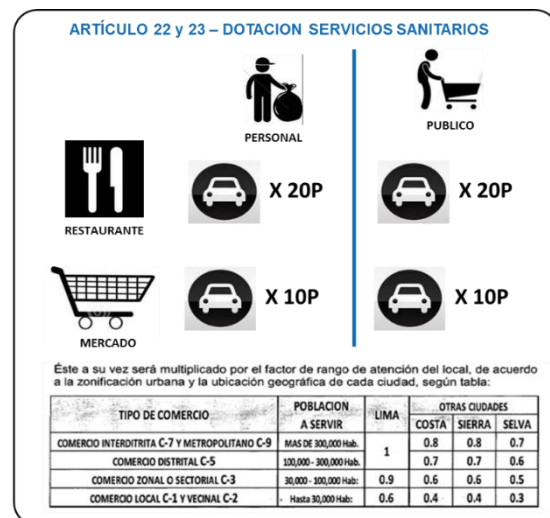 ARTÍCULO 22 y 23 – DOTACION SERVICIOS SANITARIOS
PERSONAL
PUBLICO
RESTAURANTE
X 20P
X 20P
MERCADO
X 10P
X 10P
Éste a su vez será multiplicado por el factor de rango de atención del local, de acuerdo
a la zonificación urbana y la ubicación geográfica de cada ciudad, según tabla:
TIPO DE COMERCIO POBLACION A SERVIR LIMA OTRAS CIUDADES
COSTA SIERRA SELVA
COMERCIO INTERDITRITA C-7 Y METROPOLITANO C-9 MAS DE 300,000 Hab. 1 0.8 0.8 0.7
COMERCIO DISTRITAL C-5 100,000 - 300,000 Hab. 0.7 0.7 0.6
COMERCIO ZONAL O SECTORIAL C-3 30,000 - 100,000 Hab: 0.9 0.6 0.6 0.5
COMERCIO LOCAL C-1 Y VECINAL C-2 Hasta 30,000 Hab: 0.6 0.4 0.4 0.3